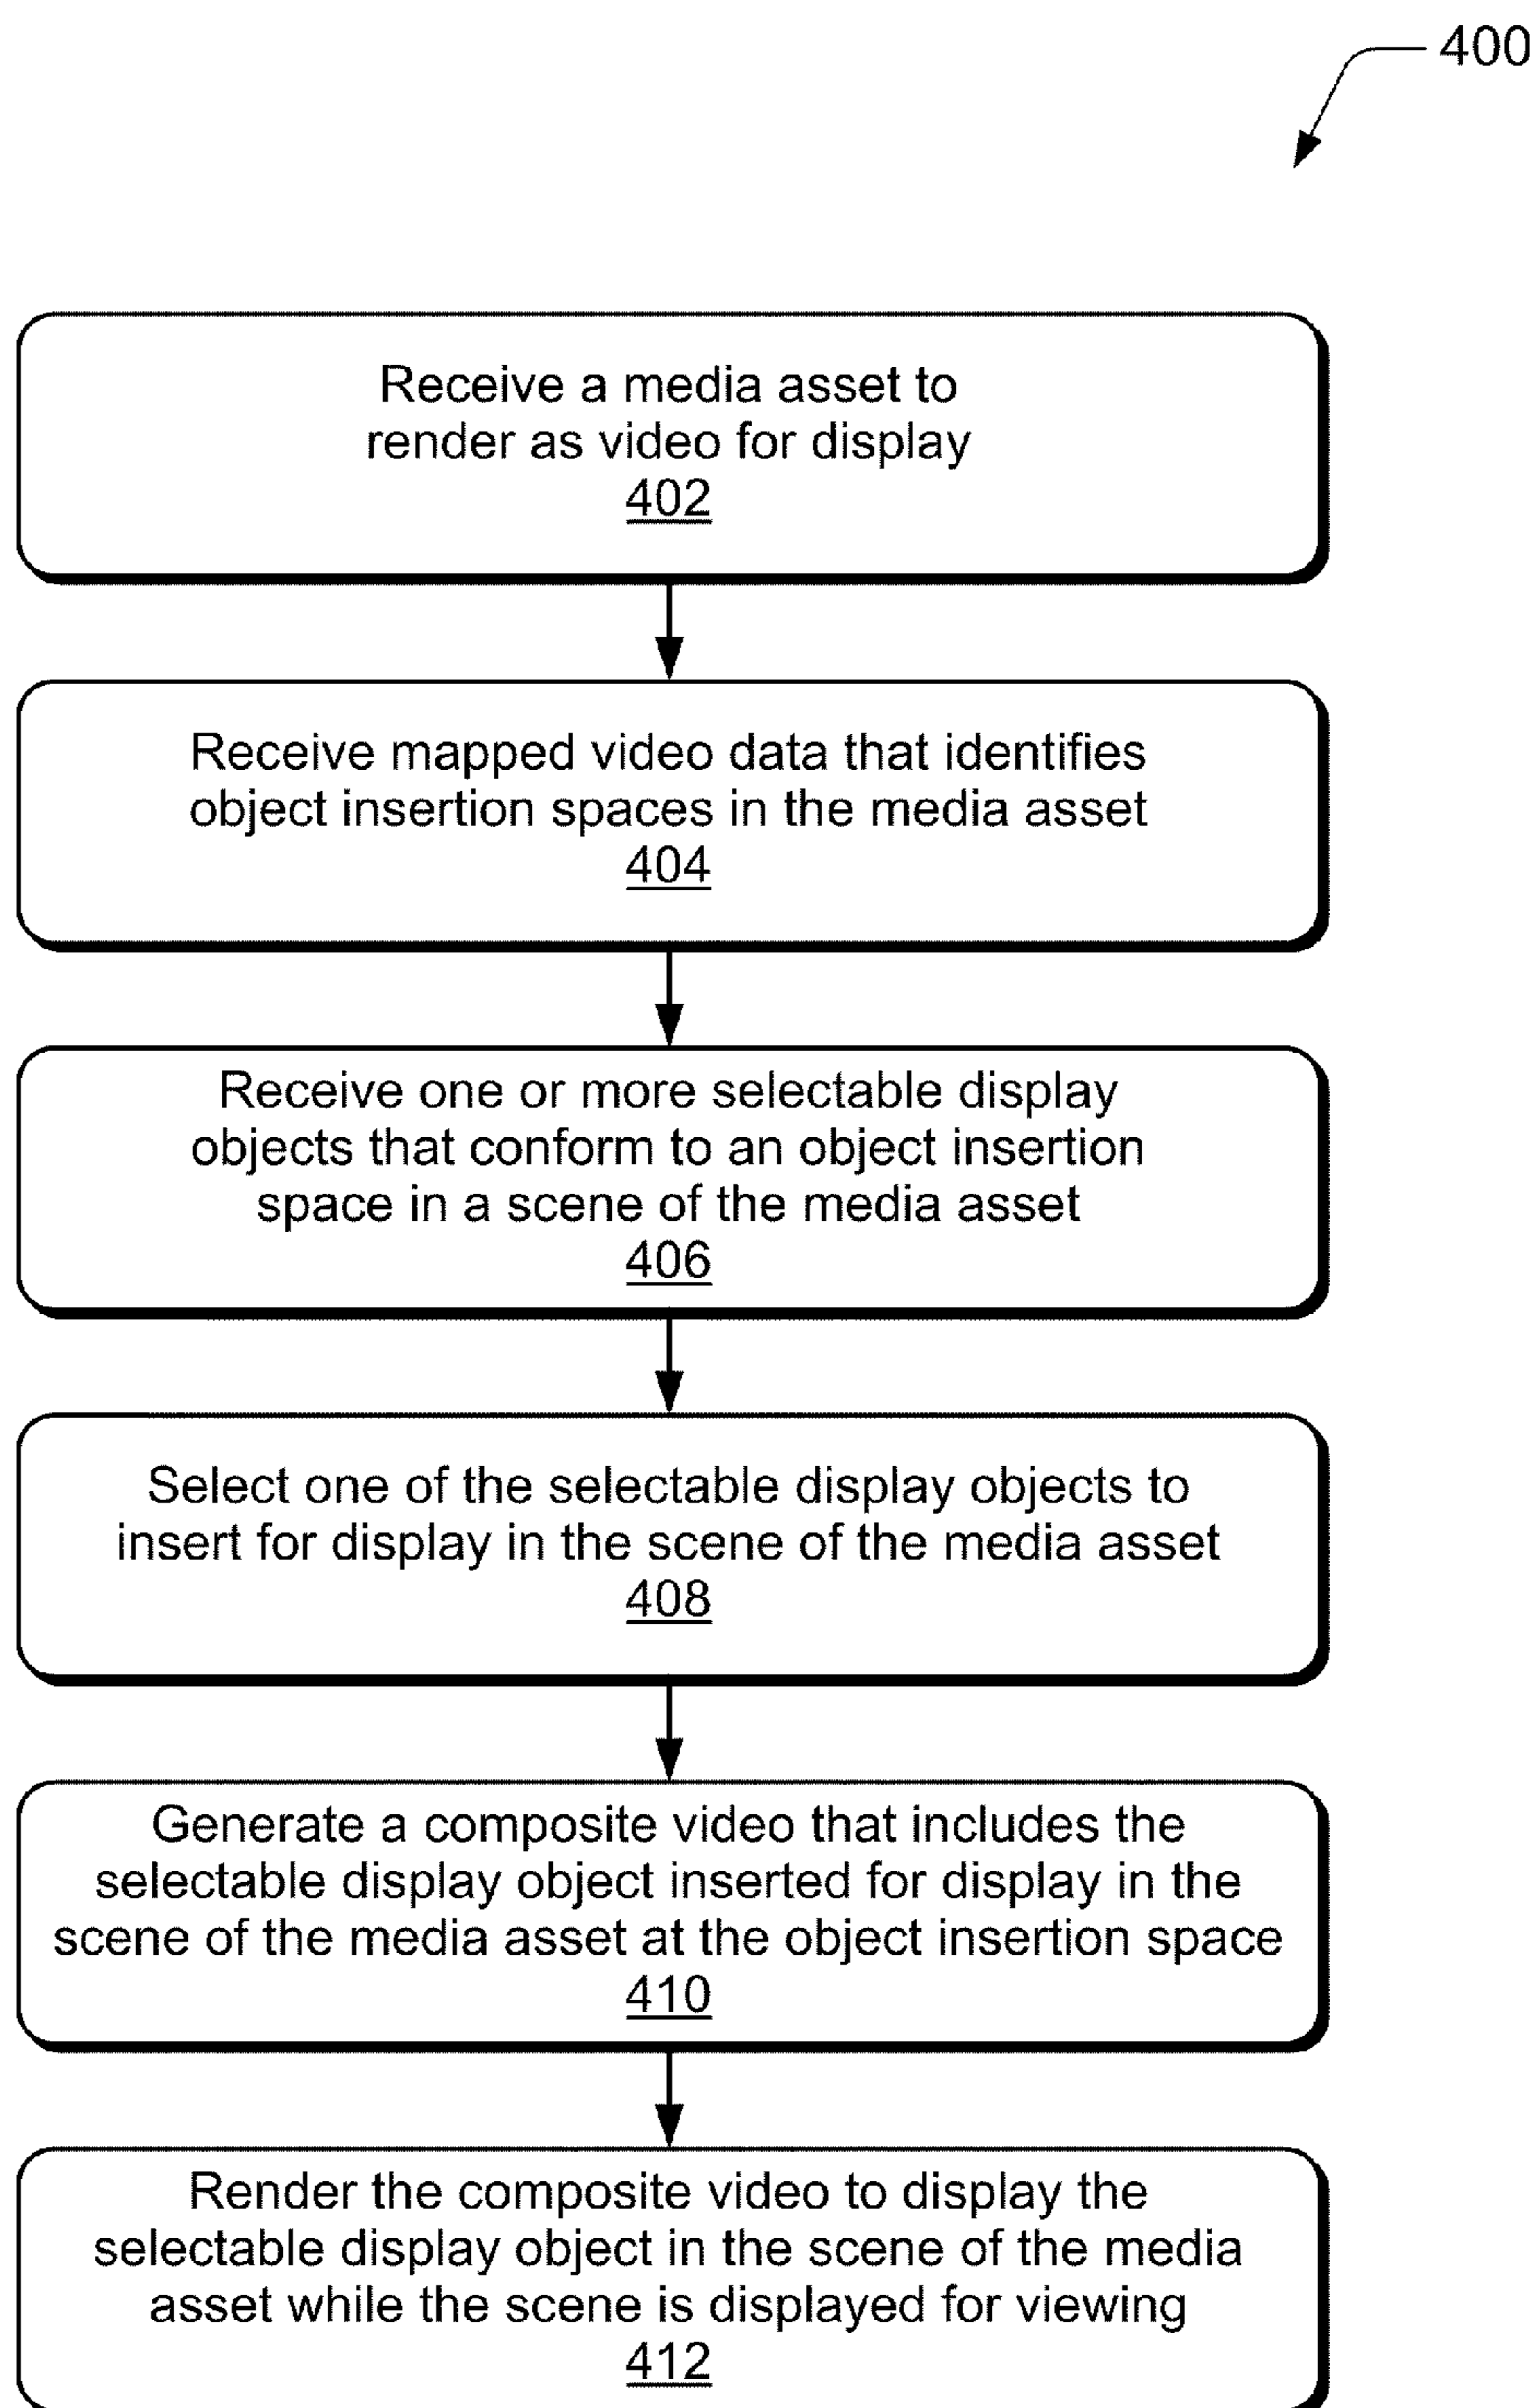 400
Receive a media asset to
render as video for display
402
Receive mapped video data that identifies
object insertion spaces in the media asset
404
Receive one or more selectable display
objects that conform to an object insertion
space in a scene of the media asset
406
Select one of the selectable display objects to
insert for display in the scene of the media asset
408
Generate a composite video that includes the
selectable display object inserted for display in the
scene of the media asset at the object insertion space
410
Render the composite video to display the
selectable display object in the scene of the media
asset while the scene is displayed for viewing
412